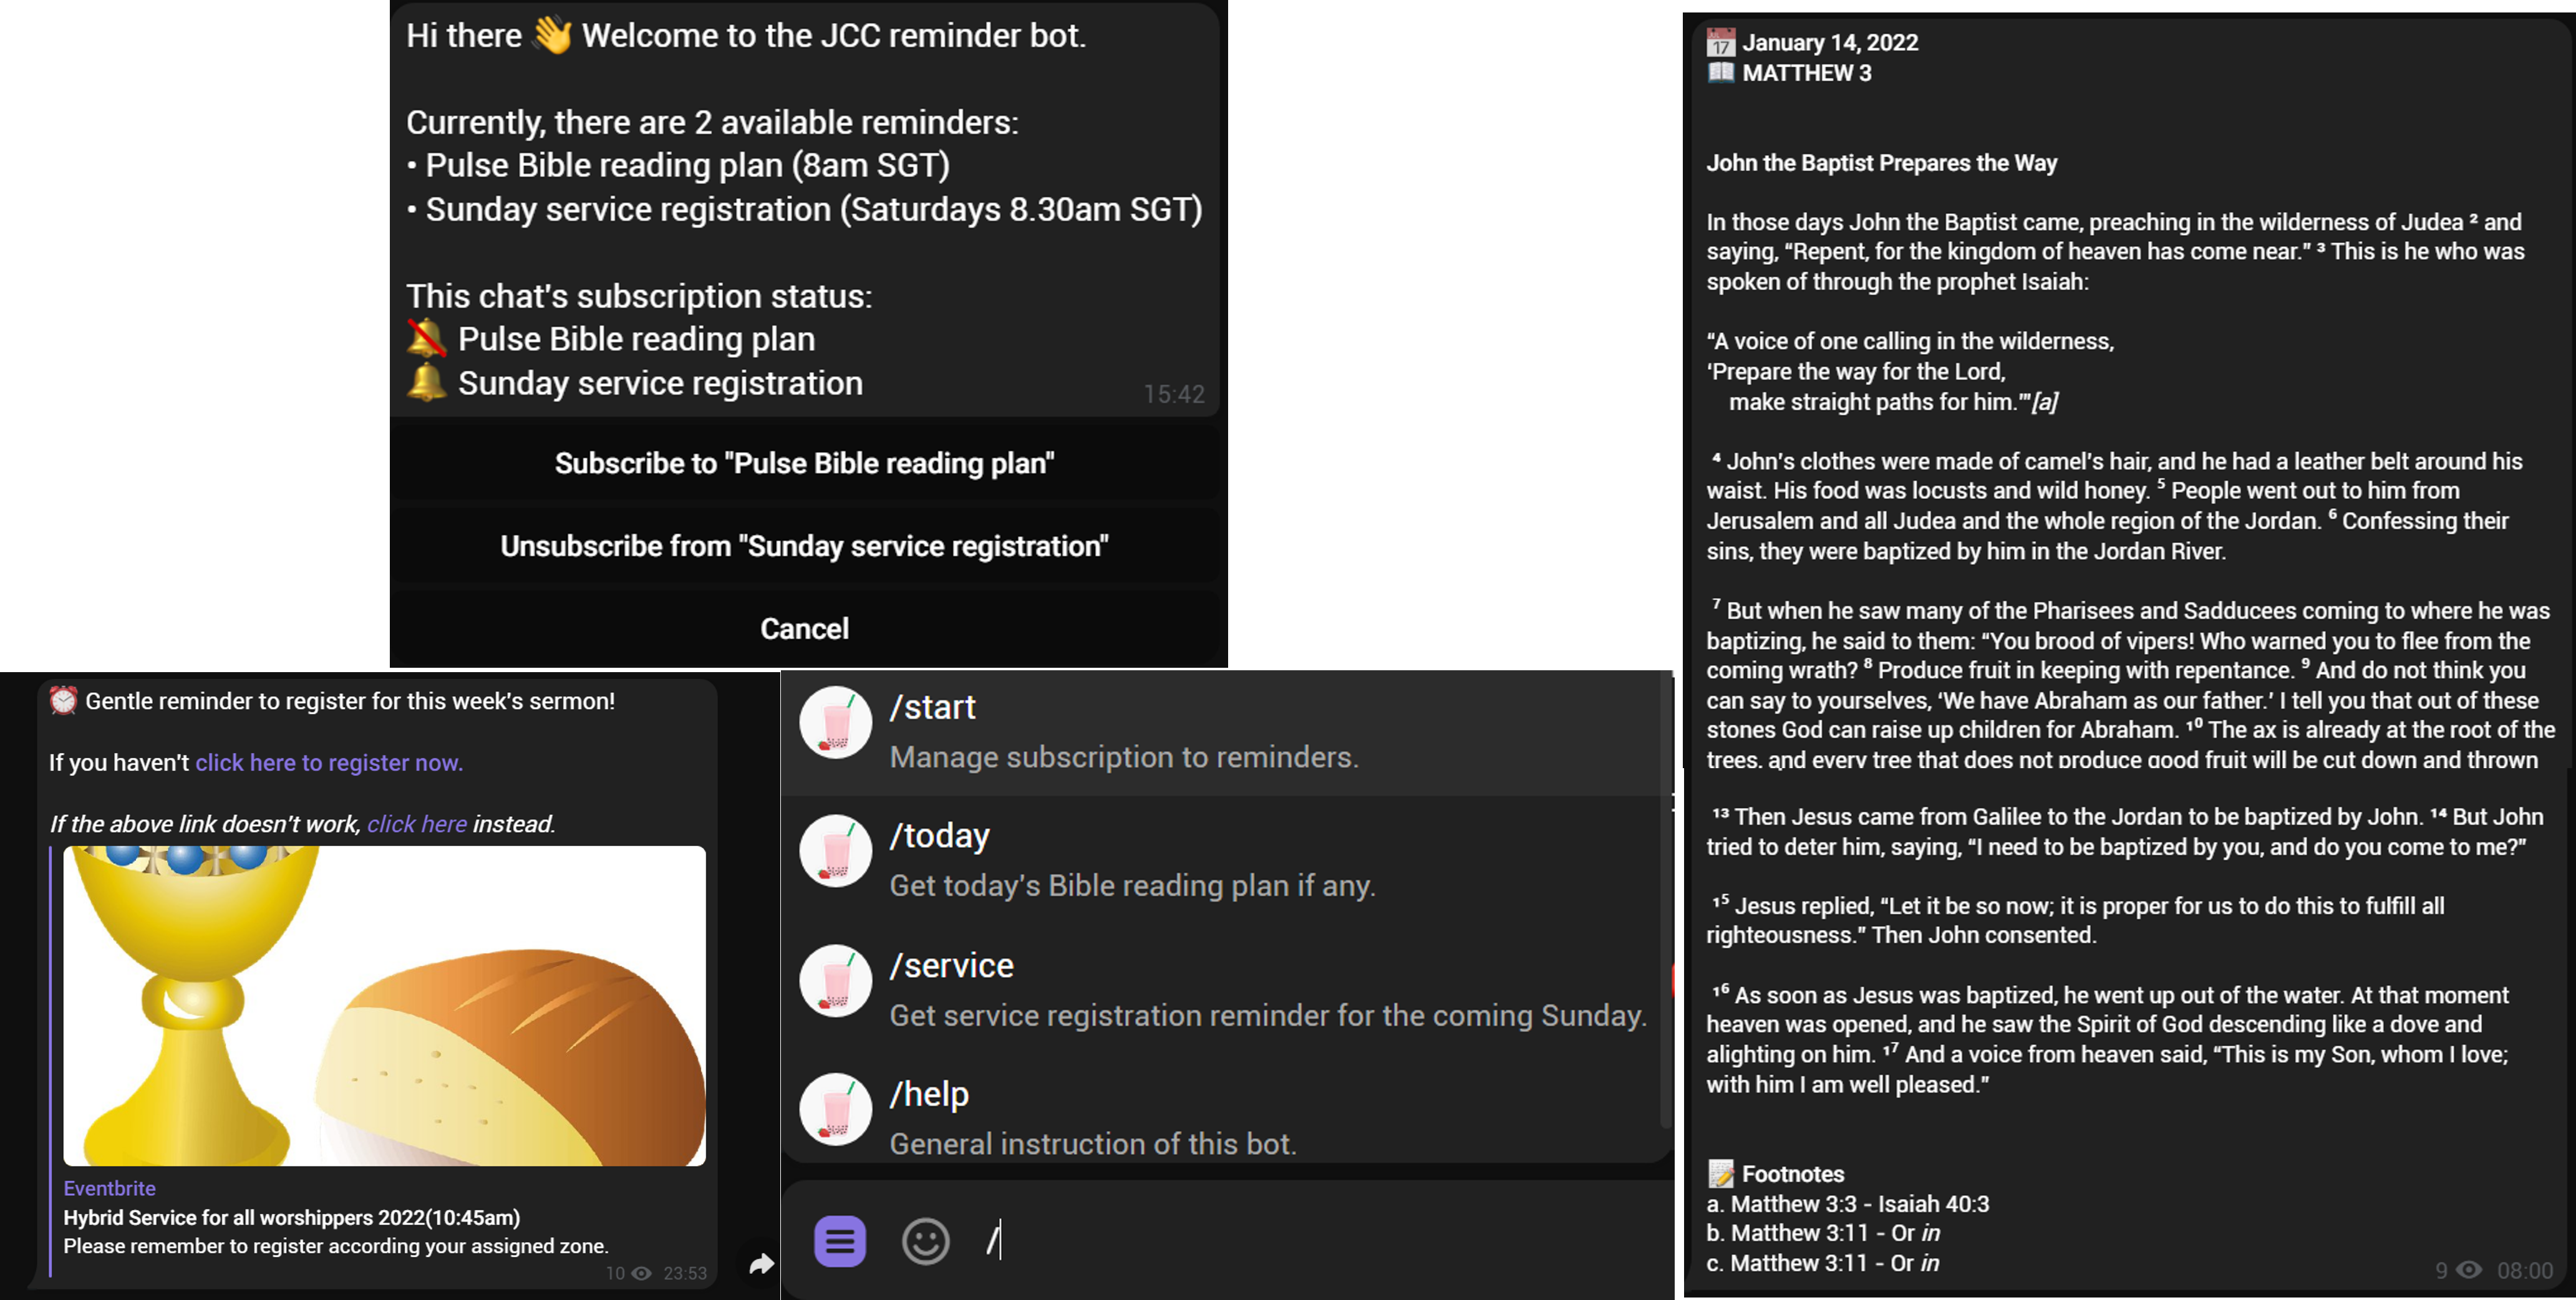 Hi there 👋 Welcome to the JCC reminder bot.
Currently, there are 2 available reminders:
• Pulse Bible reading plan (8am SGT)
• Sunday service registration (Saturdays 8.30am SGT)
This chat's subscription status:
🔕 Pulse Bible reading plan
🔔 Sunday service registration
15:42
Subscribe to "Pulse Bible reading plan"
Unsubscribe from "Sunday service registration"
Cancel
⏰ Gentle reminder to register for this week's sermon!
If you haven't click here to register now.
If the above link doesn't work, click here instead.
Eventbrite
Hybrid Service for all worshippers 2022(10:45am)
Please remember to register according your assigned zone.
10 23:53
/start
Manage subscription to reminders.
/today
Get today's Bible reading plan if any.
/service
Get service registration reminder for the coming Sunday.
/help
General instruction of this bot.
/
📅 January 14, 2022
📖 MATTHEW 3
John the Baptist Prepares the Way
In those days John the Baptist came, preaching in the wilderness of Judea ² and
saying, “Repent, for the kingdom of heaven has come near.” ³ This is he who was
spoken of through the prophet Isaiah:
“A voice of one calling in the wilderness,
‘Prepare the way for the Lord,
make straight paths for him.’”[a]
⁴ John’s clothes were made of camel’s hair, and he had a leather belt around his
waist. His food was locusts and wild honey. ⁵ People went out to him from
Jerusalem and all Judea and the whole region of the Jordan. ⁶ Confessing their
sins, they were baptized by him in the Jordan River.
⁷ But when he saw many of the Pharisees and Sadducees coming to where he was
baptizing, he said to them: “You brood of vipers! Who warned you to flee from the
coming wrath? ⁸ Produce fruit in keeping with repentance. ⁹ And do not think you
can say to yourselves, ‘We have Abraham as our father.’ I tell you that out of these
stones God can raise up children for Abraham. ¹⁰ The ax is already at the root of the
trees, and every tree that does not produce good fruit will be cut down and thrown
¹³ Then Jesus came from Galilee to the Jordan to be baptized by John. ¹⁴ But John
tried to deter him, saying, “I need to be baptized by you, and do you come to me?”
¹⁵ Jesus replied, “Let it be so now; it is proper for us to do this to fulfill all
righteousness.” Then John consented.
¹⁶ As soon as Jesus was baptized, he went up out of the water. At that moment
heaven was opened, and he saw the Spirit of God descending like a dove and
alighting on him. ¹⁷ And a voice from heaven said, “This is my Son, whom I love;
with him I am well pleased.”
📝 Footnotes
a. Matthew 3:3 - Isaiah 40:3
b. Matthew 3:11 - Or in
c. Matthew 3:11 - Or in
9 08:00